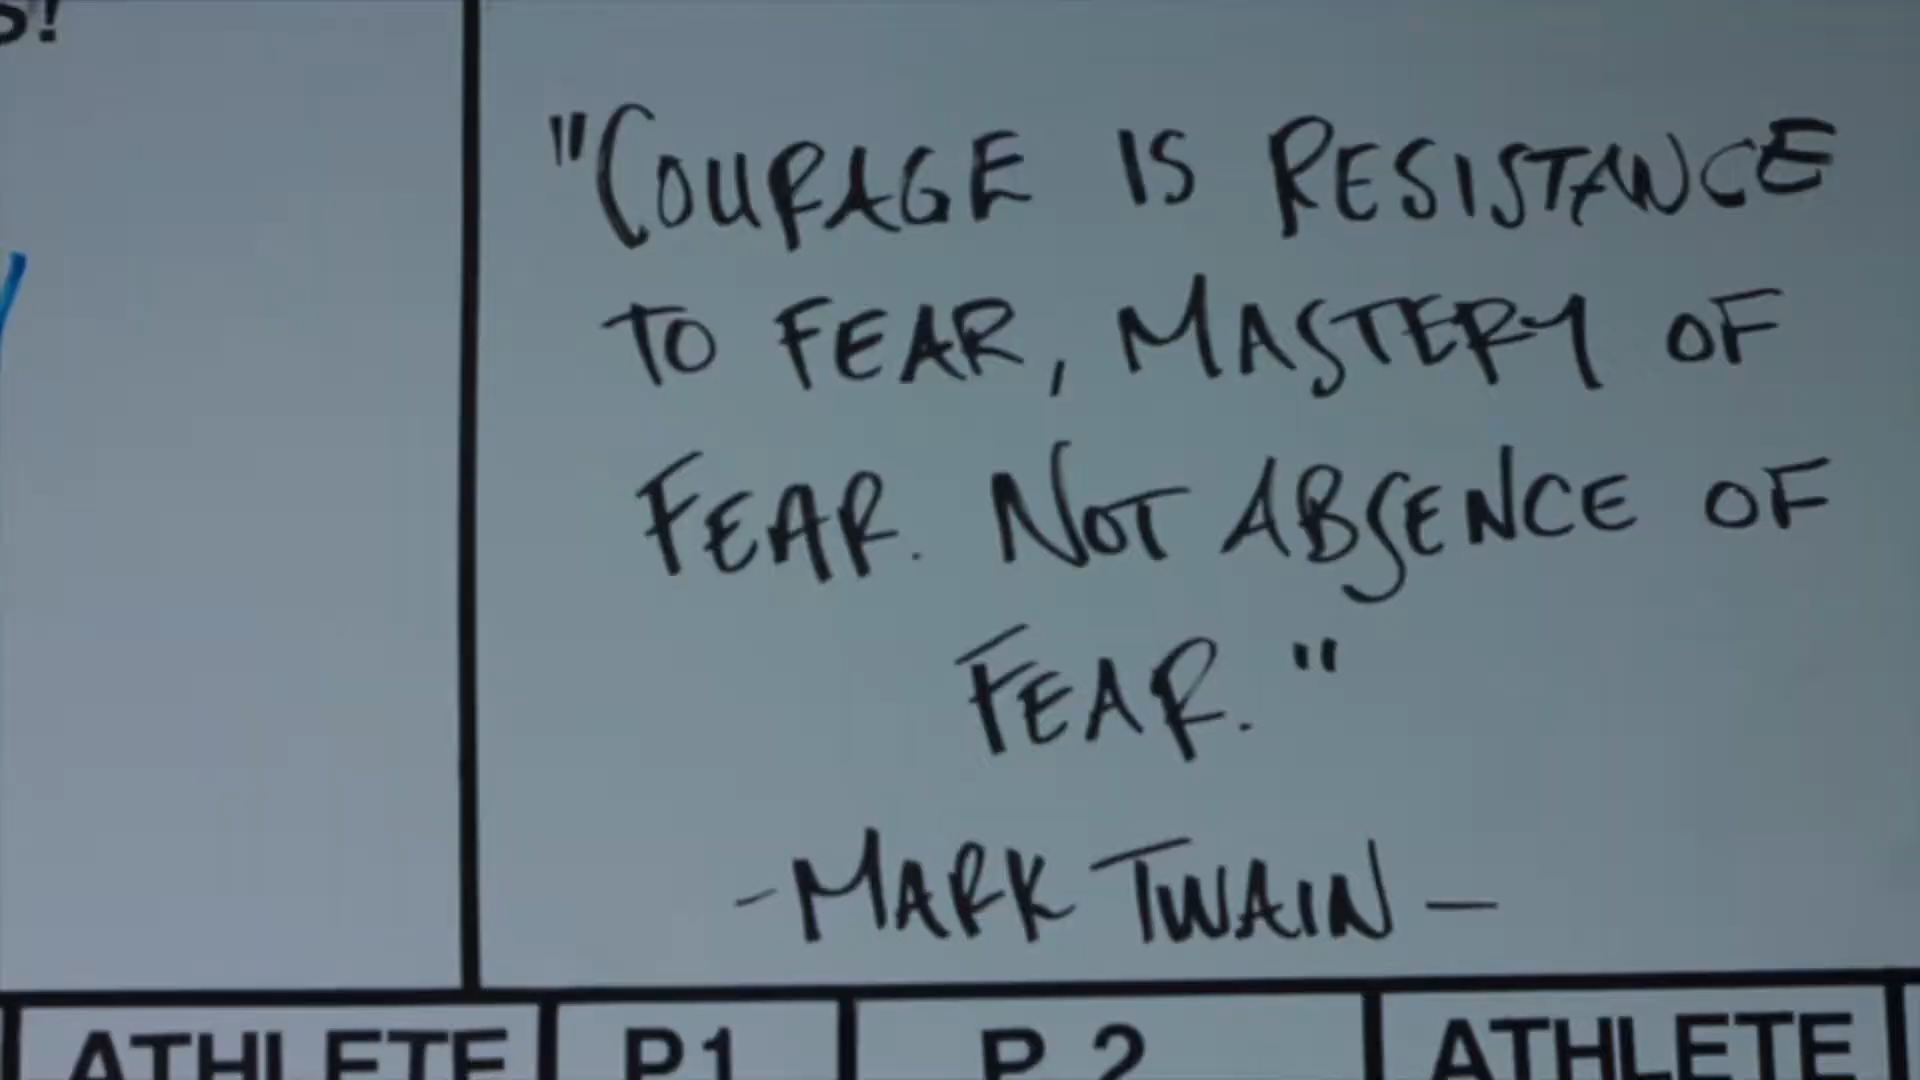 S!
"COURAGE IS RESISTANCE
TO FEAR, MASTERY OF
FEAR. NOT ABSENCE OF
FEAR."
-MARK TWAIN-
ATHLETE P1 P2 ATHLETE